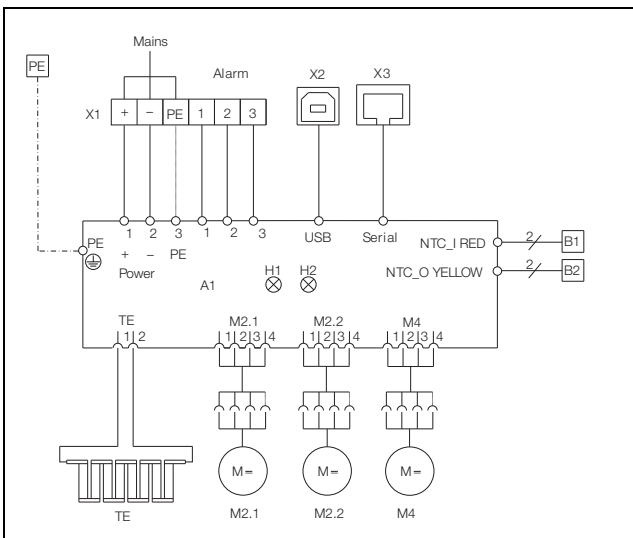 Mains
PE
Alarm
X2
X3
X1
+ − PE 1 2 3
1 2 3 1 2 3
USB
Serial
PE
+ − PE
Power
A1
H1
H2
NTC_I RED
2
B1
NTC_O YELLOW
2
B2
TE
1 2
M2.1
1 2 3 4
M2.2
1 2 3 4
M4
1 2 3 4
M=
M=
M=
TE
M2.1
M2.2
M4